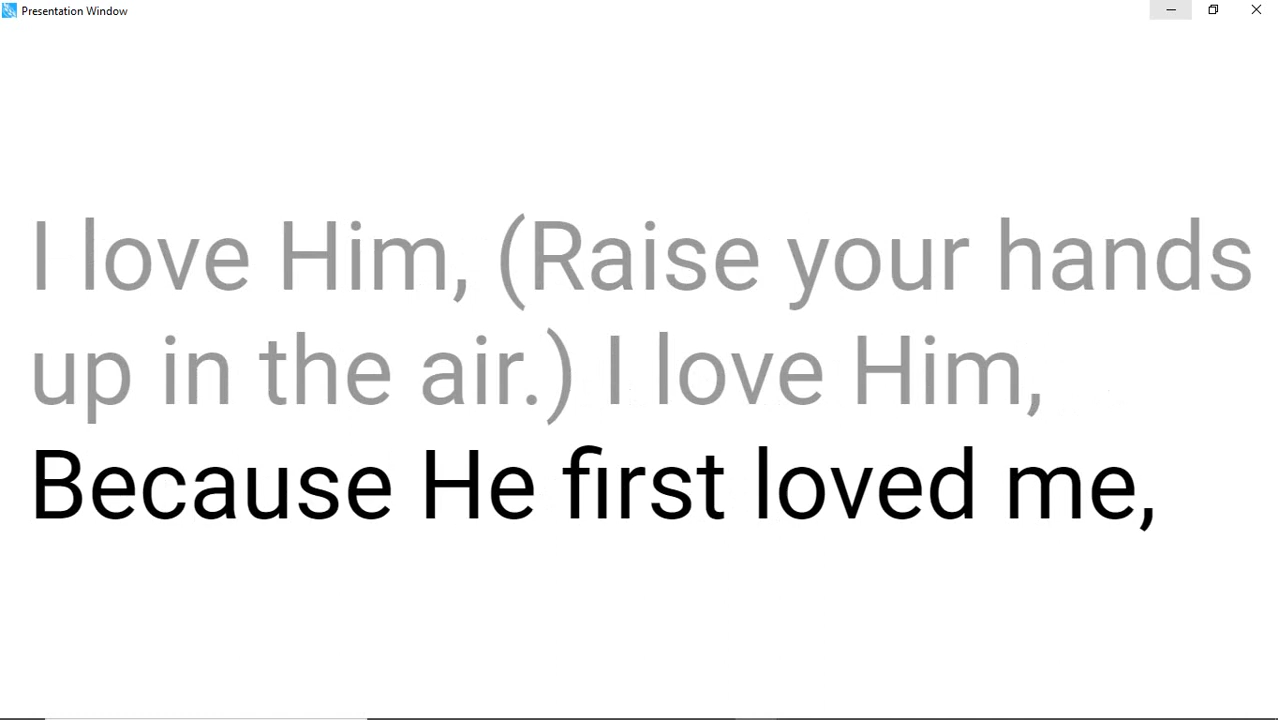 Presentation Window
I love Him, (Raise your hands
up in the air.) I love Him,
Because He first loved me,